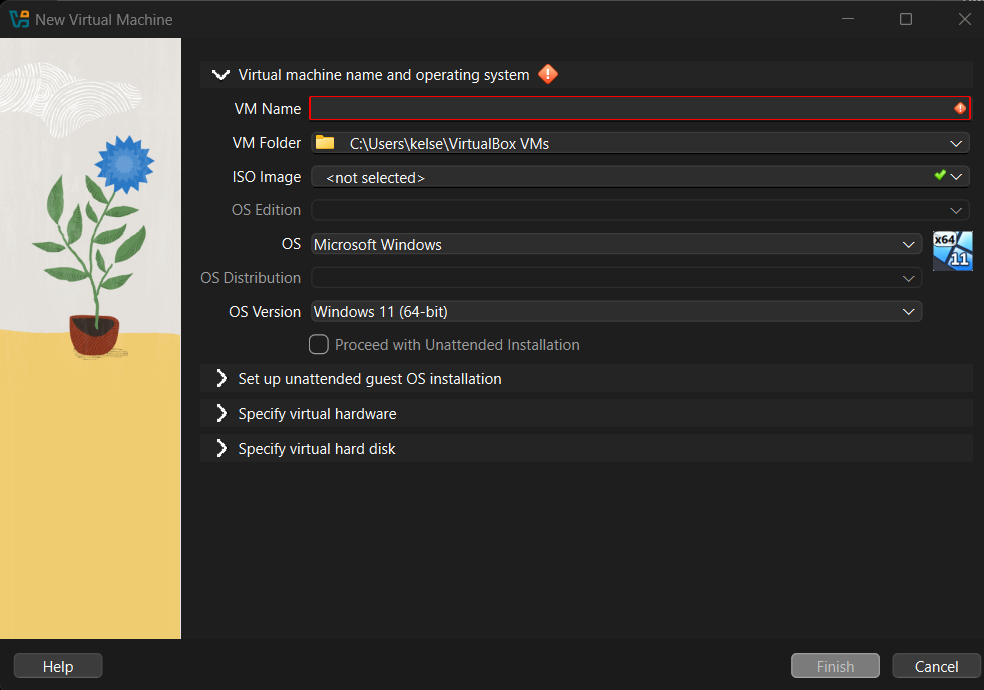 New Virtual Machine
Virtual machine name and operating system
VM Name
VM Folder C:\Users\kelse\VirtualBox VMs
ISO Image <not selected>
OS Edition
OS Microsoft Windows
x64
11
OS Distribution
OS Version Windows 11 (64-bit)
Proceed with Unattended Installation
Set up unattended guest OS installation
Specify virtual hardware
Specify virtual hard disk
Help Finish Cancel